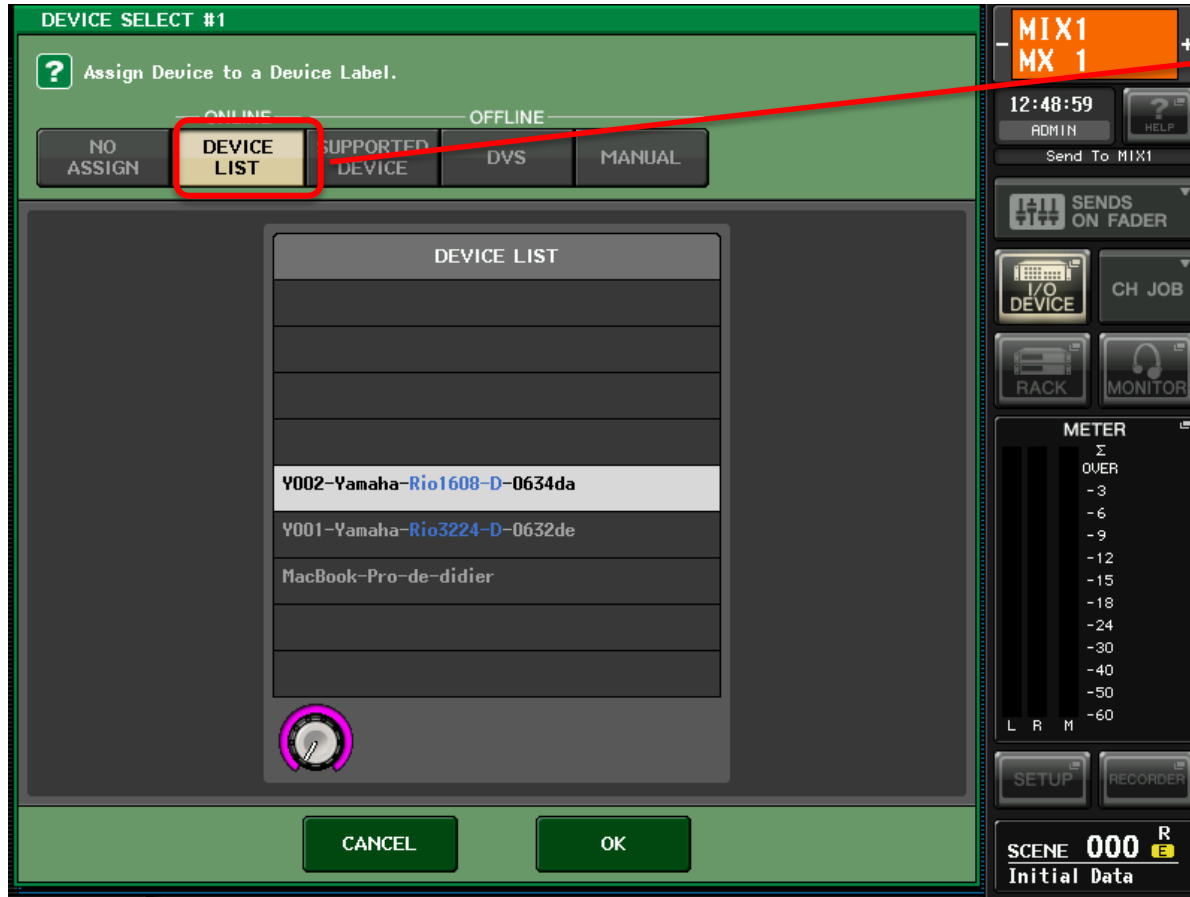 DEVICE SELECT #1
? Assign Device to a Device Label.
ONLINE
OFFLINE
NO
ASSIGN
DEVICE
LIST
SUPPORTED
DEVICE
DVS
MANUAL
DEVICE LIST
Y002-Yamaha-Rio1608-D-0634da
Y001-Yamaha-Rio3224-D-0632de
MacBook-Pro-de-didier
CANCEL
OK
- MIX1 +
MX 1
12:48:59
ADMIN
?
HELP
Send To MIX1
SENDS
ON FADER
I/O
DEVICE
CH JOB
RACK
MONITOR
METER
Σ
OVER
-3
-6
-9
-12
-15
-18
-24
-30
-40
-50
-60
L R M
SETUP
RECORDER
SCENE 000 R
E
Initial Data